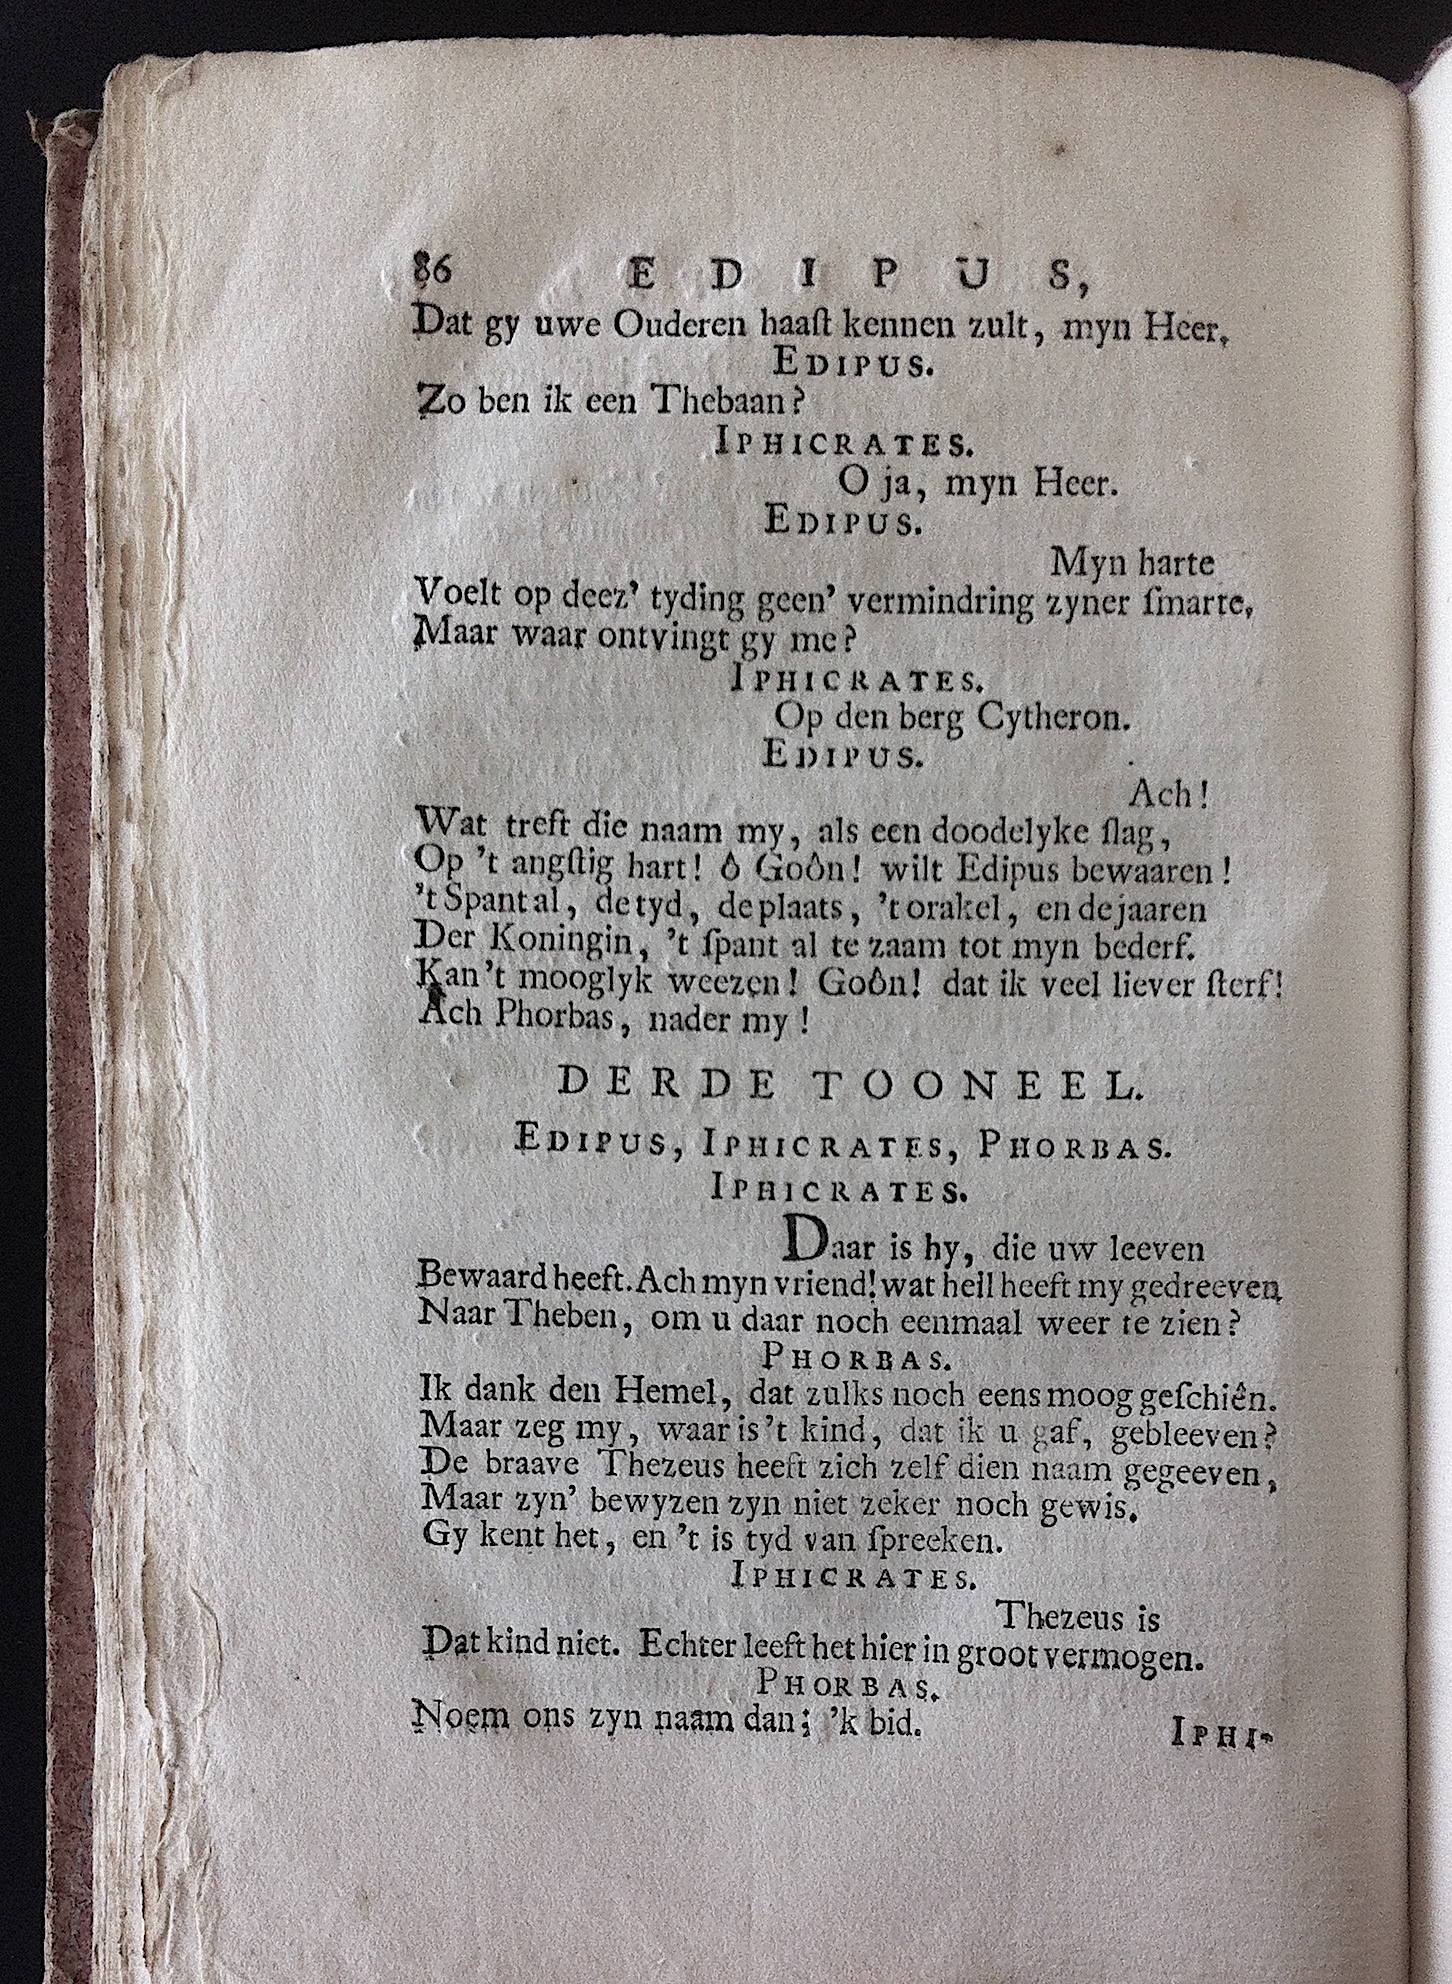 86 EDIPUS,
Dat gy uwe Ouderen haaſt kennen zult, myn Heer.
EDIPUS.
Zo ben ik een Thebaan?
IPHICRATES.
O ja, myn Heer.
EDIPUS.
Myn harte
Voelt op deez' tyding geen' vermindring zyner ſmarte,
Maar waar ontvingt gy me?
IPHICRATES.
Op den berg Cytheron.
EDIPUS.
Ach!
Wat treft die naam my, als een doodelyke ſlag,
Op 't angſtig hart! ô Goôn! wilt Edipus bewaaren!
't Spant al, de tyd, de plaats, 't orakel, en de jaaren
Der Koningin, 't ſpant al te zaam tot myn bederf.
Kan 't mooglyk weezen! Goôn! dat ik veel liever ſterf!
Ach Phorbas, nader my!
DERDE TOONEEL.
EDIPUS, IPHICRATES, PHORBAS.
IPHICRATES.
Daar is hy, die uw leeven
Bewaard heeft. Ach myn vriend! wat heil heeft my gedreeven
Naar Theben, om u daar noch eenmaal weer te zien?
PHORBAS.
Ik dank den Hemel, dat zulks noch eens moog geſchiên.
Maar zeg my, waar is 't kind, dat ik u gaf, gebleeven?
De braave Thezeus heeft zich zelf dien naam gegeeven,
Maar zyn' bewyzen zyn niet zeker noch gewis.
Gy kent het, en 't is tyd van ſpreeken.
IPHICRATES.
Thezeus is
Dat kind niet. Echter leeft het hier in groot vermogen.
PHORBAS.
Noem ons zyn naam dan; 'k bid.
IPHI-